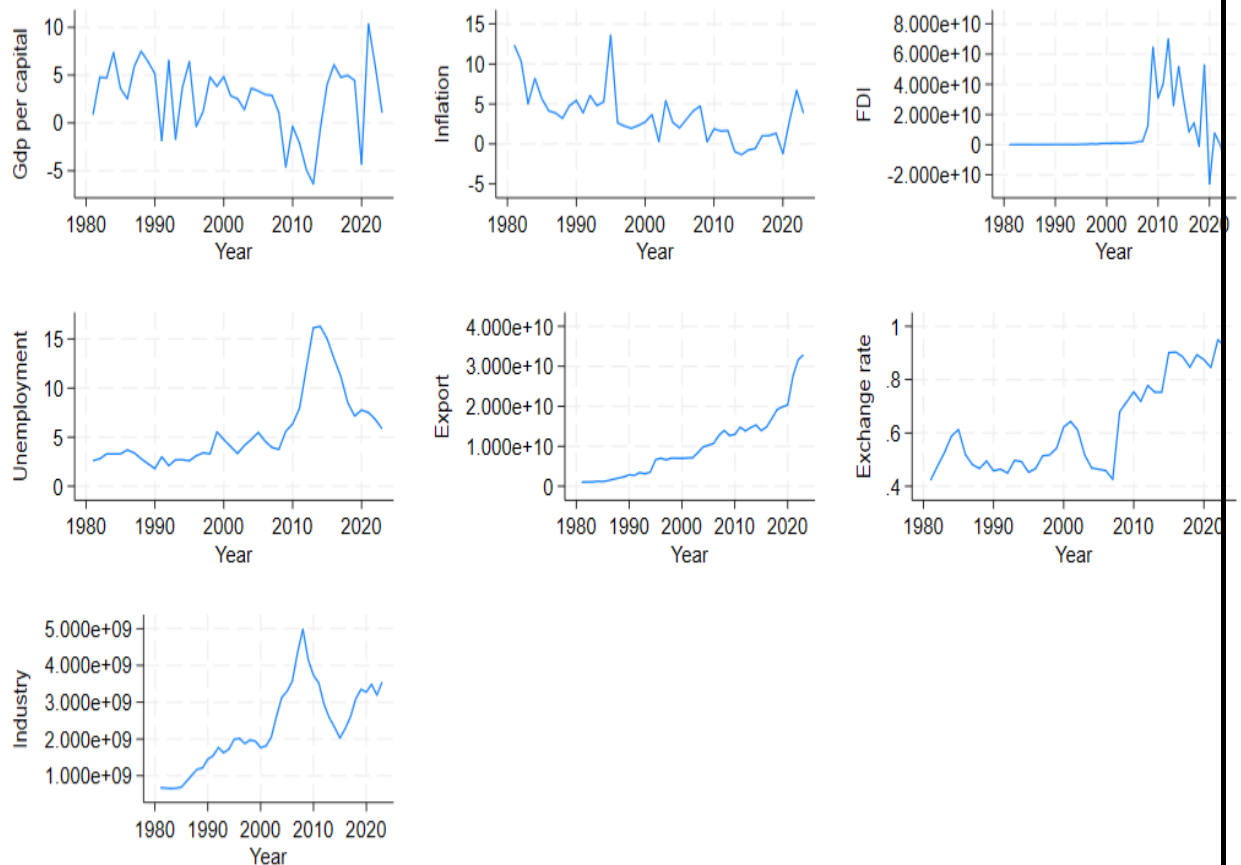 Gdp per capital
10
5
0
-5
1980 1990 2000 2010 2020
Year
Inflation
15
10
5
0
-5
1980 1990 2000 2010 2020
Year
FDI
8.000e+10
6.000e+10
4.000e+10
2.000e+10
0
-2.000e+10
1980 1990 2000 2010 2020
Year
Unemployment
15
10
5
0
1980 1990 2000 2010 2020
Year
Export
4.000e+10
3.000e+10
2.000e+10
1.000e+10
0
1980 1990 2000 2010 2020
Year
Exchange rate
1
.8
.6
.4
1980 1990 2000 2010 2020
Year
Industry
5.000e+09
4.000e+09
3.000e+09
2.000e+09
1.000e+09
1980 1990 2000 2010 2020
Year